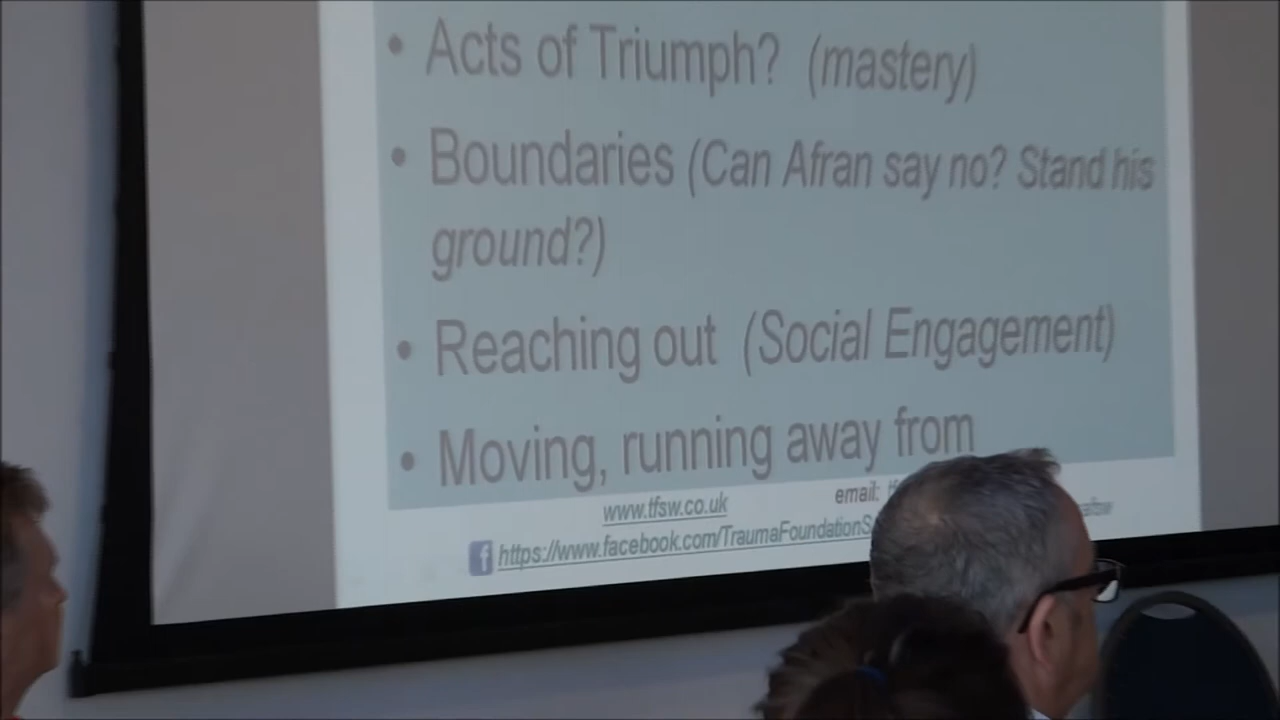 • Acts of Triumph? (mastery)
• Boundaries (Can Afran say no? Stand his
ground?)
• Reaching out (Social Engagement)
• Moving, running away from
www.tfsw.co.uk email:
f https://www.facebook.com/TraumaFoundationS